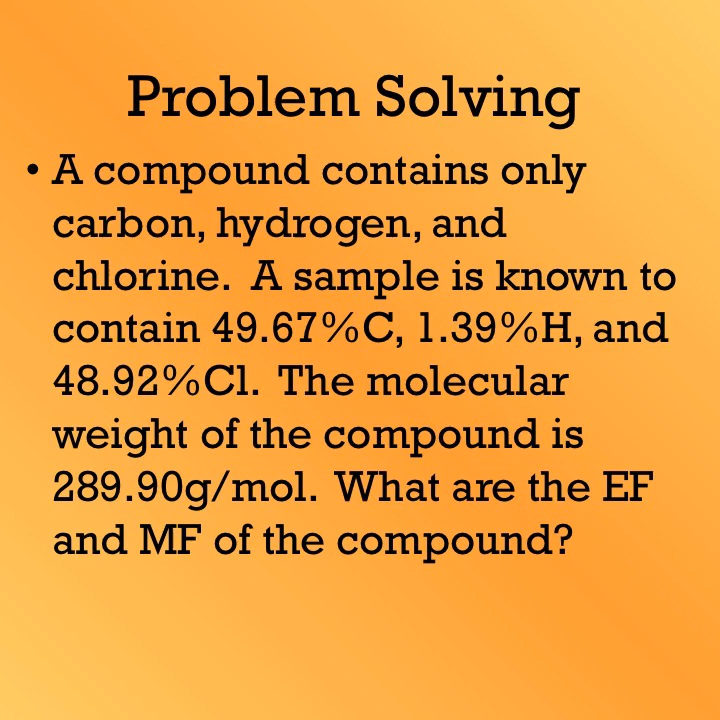 Problem Solving
• A compound contains only
carbon, hydrogen, and
chlorine.  A sample is known to
contain 49.67%C, 1.39%H, and
48.92%Cl.  The molecular
weight of the compound is
289.90g/mol.  What are the EF
and MF of the compound?